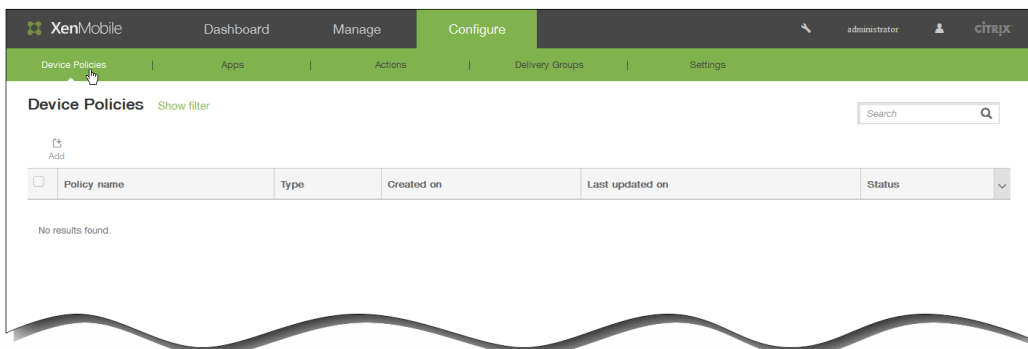 XenMobile Dashboard Manage Configure administrator CITRIX
Device Policies | Apps | Actions | Delivery Groups | Settings
Device Policies Show filter
Search
Add
Policy name Type Created on Last updated on Status
No results found.